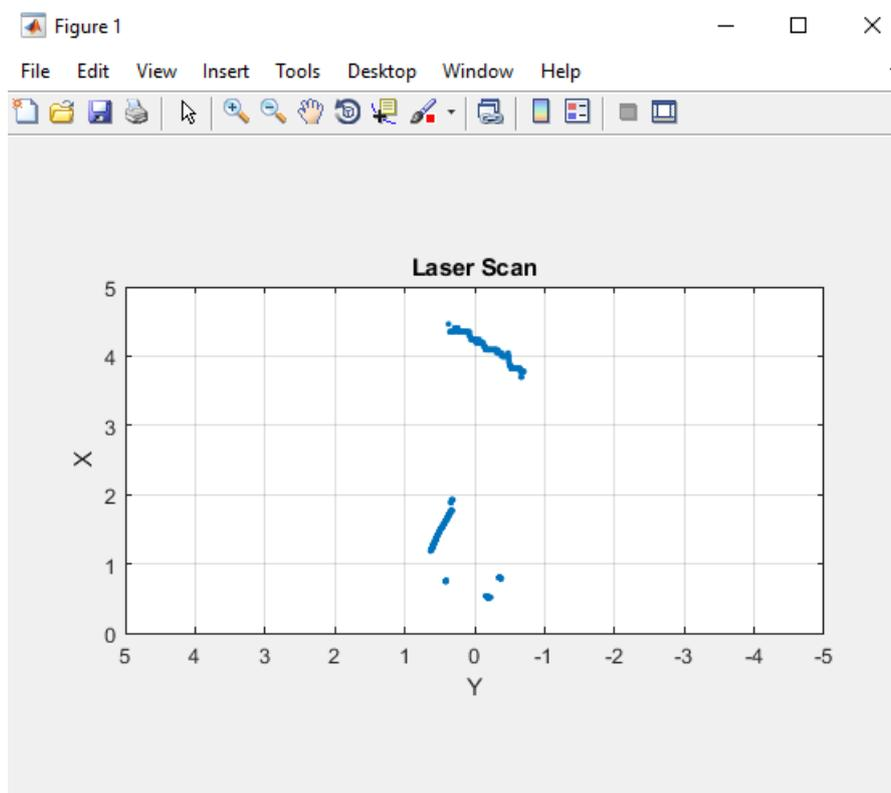 Figure 1
File Edit View Insert Tools Desktop Window Help
Laser Scan
5
4
3
2
1
0
X
5 4 3 2 1 0 -1 -2 -3 -4 -5
Y